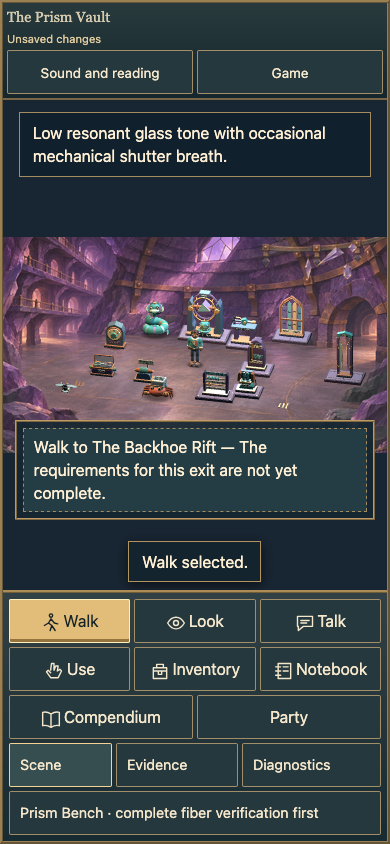 The Prism Vault
Unsaved changes
Sound and reading
Game
Low resonant glass tone with occasional
mechanical shutter breath.
Walk to The Backhoe Rift — The
requirements for this exit are not yet
complete.
Walk selected.
Walk
Look
Talk
Use
Inventory
Notebook
Compendium
Party
Scene
Evidence
Diagnostics
Prism Bench · complete fiber verification first